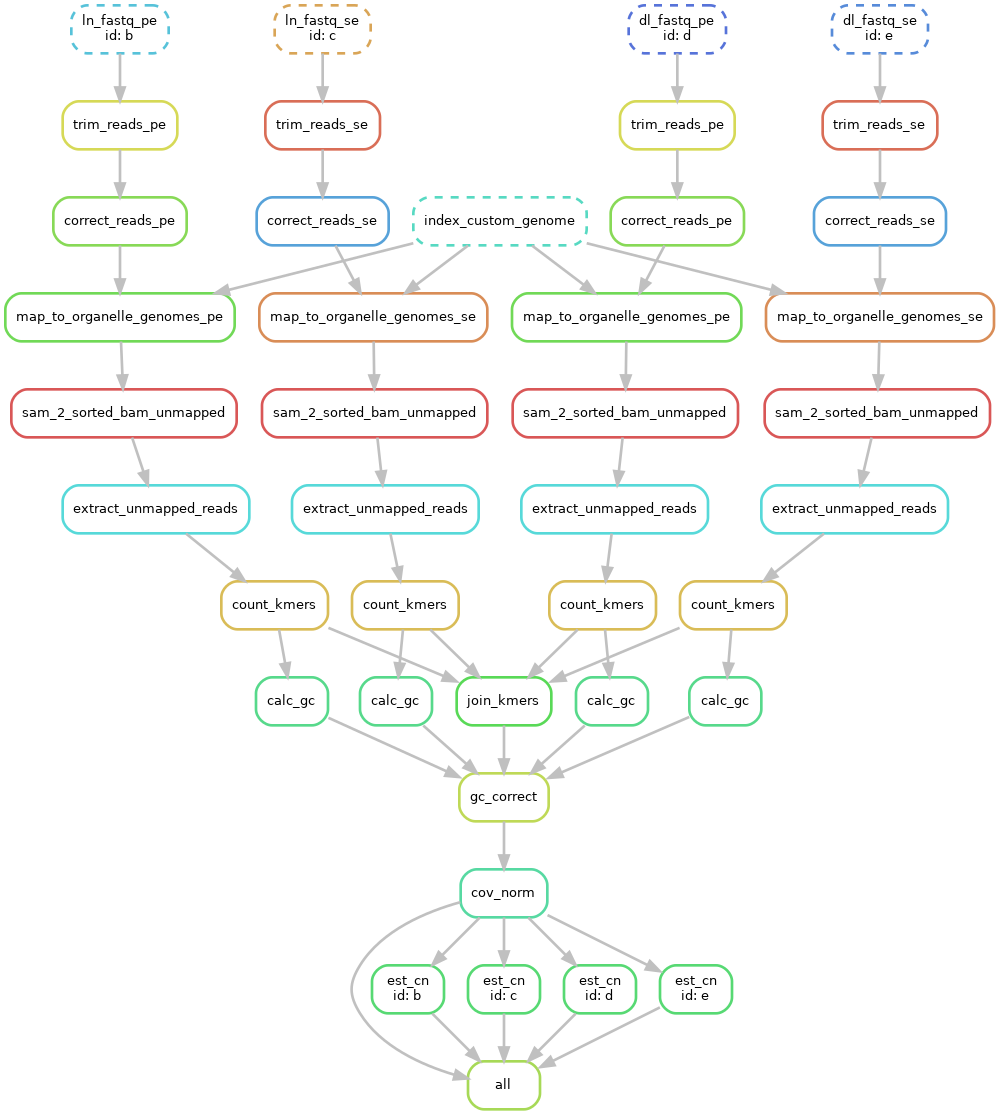 ln_fastq_pe
id: b
ln_fastq_se
id: c
dl_fastq_pe
id: d
dl_fastq_se
id: e
trim_reads_pe
trim_reads_se
trim_reads_pe
trim_reads_se
correct_reads_pe
correct_reads_se
index_custom_genome
correct_reads_pe
correct_reads_se
map_to_organelle_genomes_pe
map_to_organelle_genomes_se
map_to_organelle_genomes_pe
map_to_organelle_genomes_se
sam_2_sorted_bam_unmapped
sam_2_sorted_bam_unmapped
sam_2_sorted_bam_unmapped
sam_2_sorted_bam_unmapped
extract_unmapped_reads
extract_unmapped_reads
extract_unmapped_reads
extract_unmapped_reads
count_kmers
count_kmers
count_kmers
count_kmers
calc_gc
calc_gc
join_kmers
calc_gc
calc_gc
gc_correct
cov_norm
est_cn
id: b
est_cn
id: c
est_cn
id: d
est_cn
id: e
all